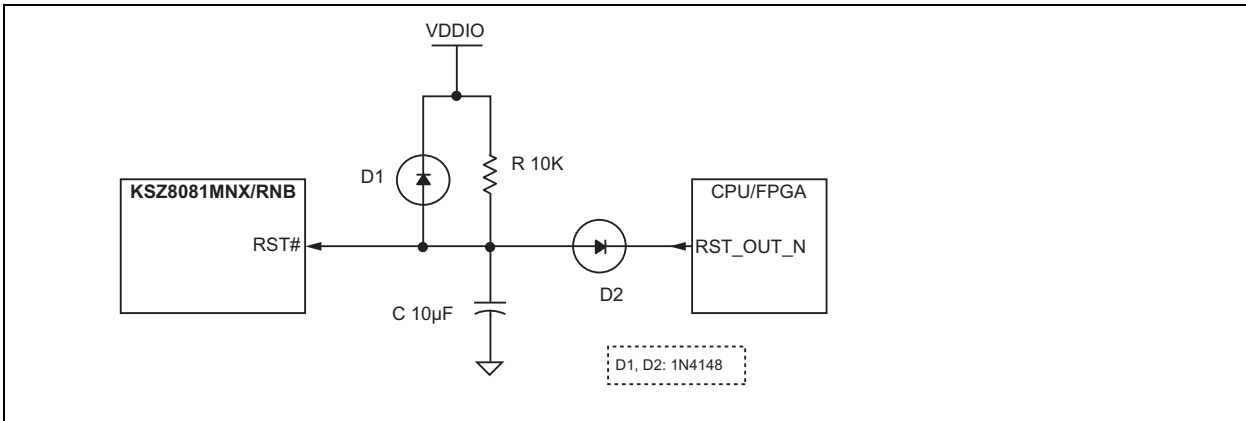 VDDIO
D1
R 10K
KSZ8081MNX/RNB
CPU/FPGA
RST#
RST_OUT_N
D2
C 10µF
D1, D2: 1N4148